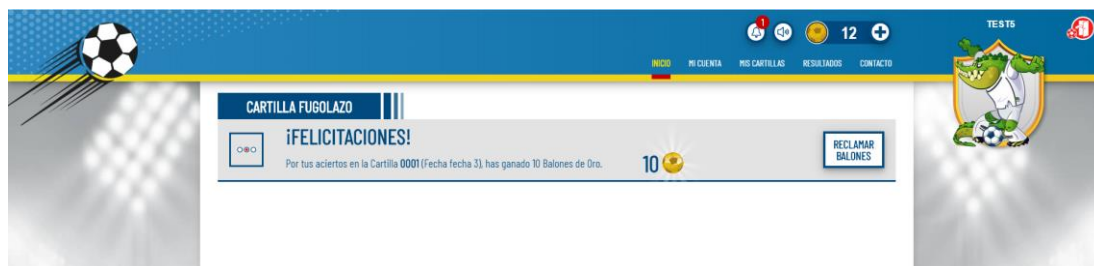 1
12
TEST5
INICIO MI CUENTA MIS CARTILLAS RESULTADOS CONTACTO
CARTILLA FUGOLAZO
¡FELICITACIONES!
Por tus aciertos en la Cartilla 0001 (Fecha fecha 3), has ganado 10 Balones de Oro.
10
RECLAMAR
BALONES